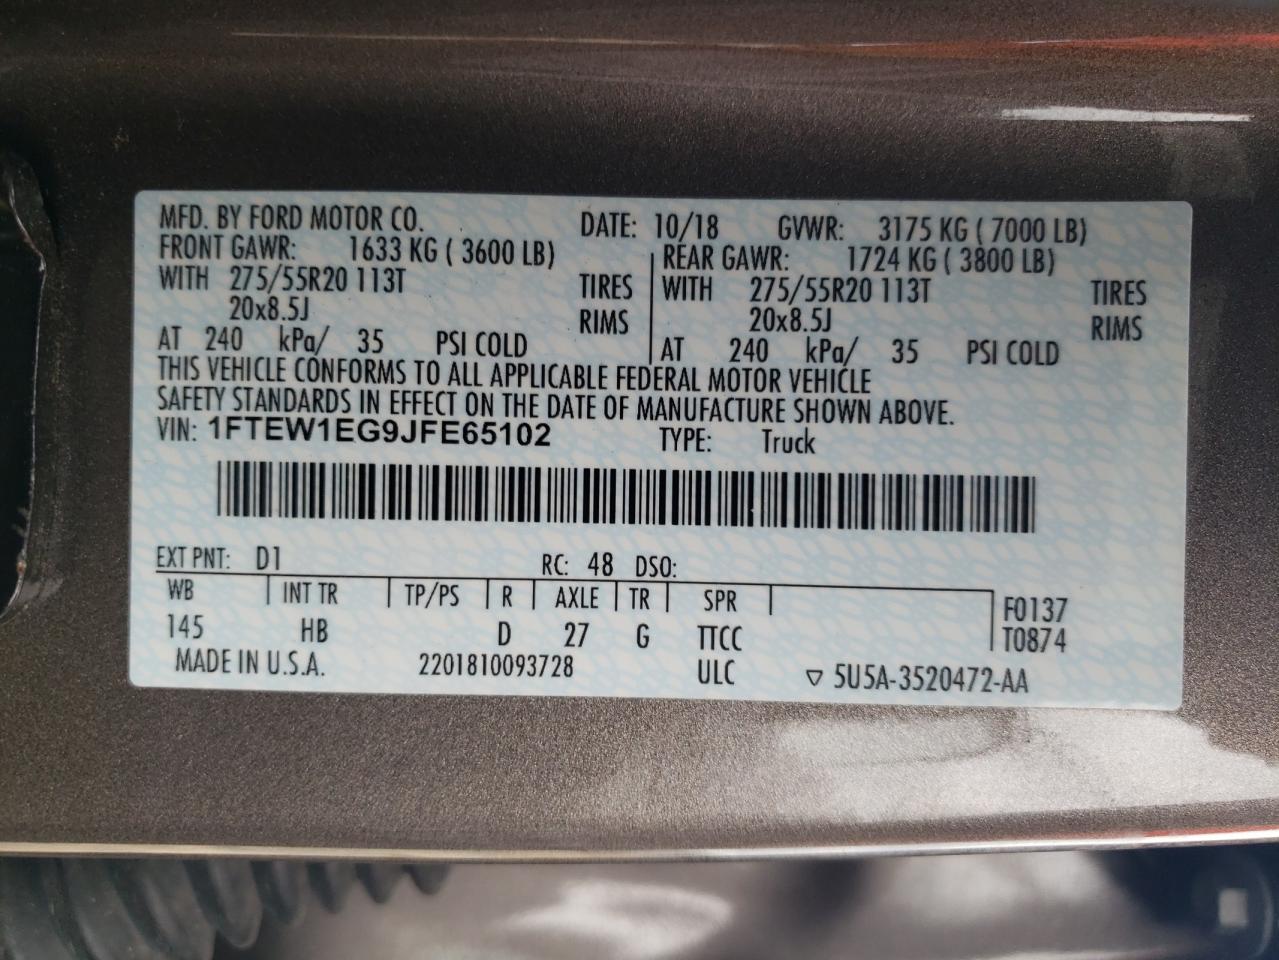 MFD. BY FORD MOTOR CO. DATE: 10/18 GVWR: 3175 KG ( 7000 LB)
FRONT GAWR: 1633 KG ( 3600 LB) REAR GAWR: 1724 KG ( 3800 LB)
WITH 275/55R20 113T TIRES WITH 275/55R20 113T TIRES
20x8.5J RIMS 20x8.5J RIMS
AT 240 kPa/ 35 PSI COLD AT 240 kPa/ 35 PSI COLD
THIS VEHICLE CONFORMS TO ALL APPLICABLE FEDERAL MOTOR VEHICLE
SAFETY STANDARDS IN EFFECT ON THE DATE OF MANUFACTURE SHOWN ABOVE.
VIN: 1FTEW1EG9JFE65102 TYPE: Truck
EXT PNT: D1 RC: 48 DSO:
WB INT TR TP/PS R AXLE TR SPR F0137
145 HB D 27 G TTCC T0874
MADE IN U.S.A. 2201810093728 ULC ▽ 5U5A-3520472-AA